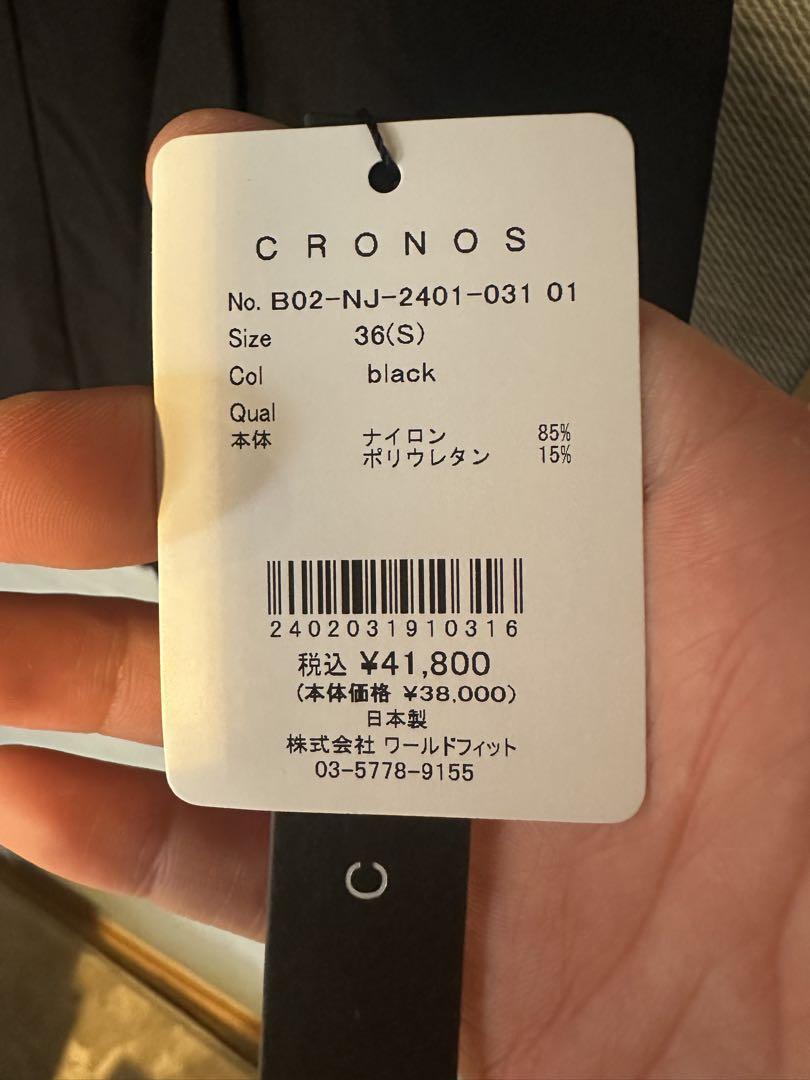 CRONOS
No. B02-NJ-2401-031 01
Size 36(S)
Col black
Qual
本体 ナイロン 85%
ポリウレタン 15%
2402031910316
税込 ¥41,800
(本体価格 ¥38,000)
日本製
株式会社 ワールドフィット
03-5778-9155
C